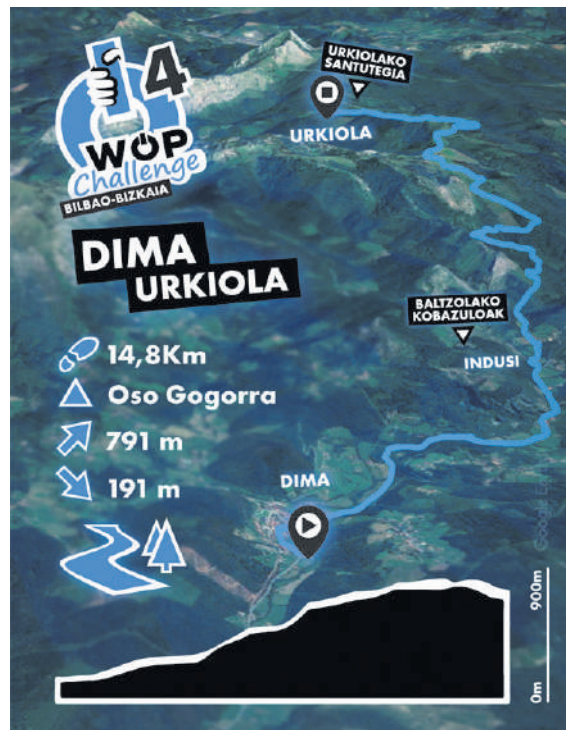 4
WOP
Challenge
BILBAO-BIZKAIA
URKIOLAKO
SANTUTEGIA
URKIOLA
DIMA
URKIOLA
BALTZOLAKO
KOBAZULOAK
INDUSI
14,8Km
Oso Gogorra
791 m
191 m
DIMA
900m
0m